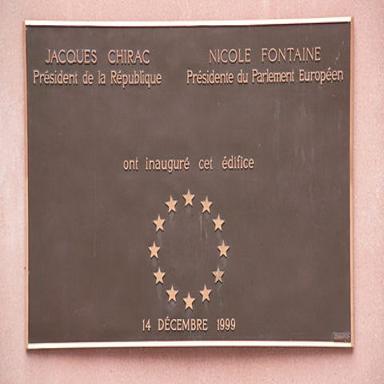 JACQUES CHIRAC
Président de la République
NICOLE FONTAINE
Présidente du Parlement Européen
ont inauguré cet édifice
14 DÉCEMBRE 1999